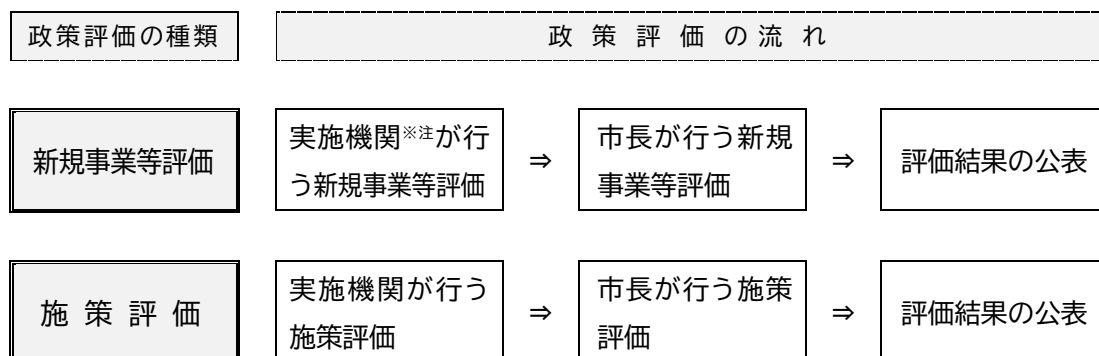 政策評価の種類
政策評価の流れ
新規事業等評価
実施機関※注が行
う新規事業等評価
⇒
市長が行う新規
事業等評価
⇒
評価結果の公表
施策評価
実施機関が行う
施策評価
⇒
市長が行う施策
評価
⇒
評価結果の公表